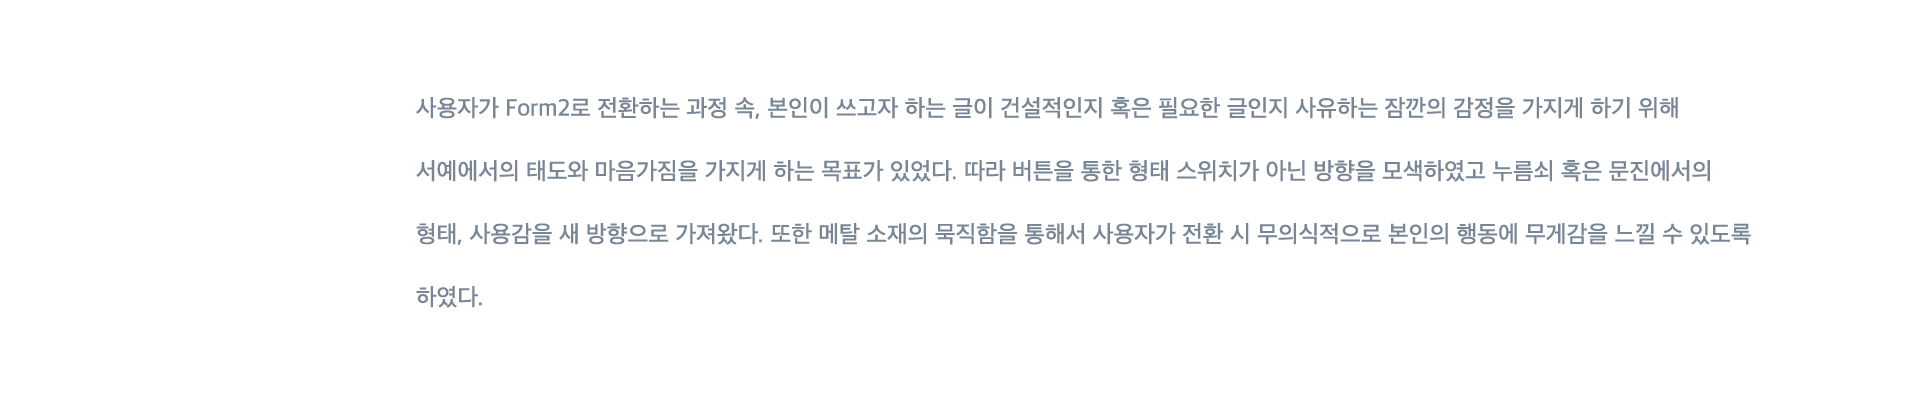 사용자가 Form2로 전환하는 과정 속, 본인이 쓰고자 하는 글이 건설적인지 혹은 필요한 글인지 사유하는 잠깐의 감정을 가지게 하기 위해
서예에서의 태도와 마음가짐을 가지게 하는 목표가 있었다. 따라 버튼을 통한 형태 스위치가 아닌 방향을 모색하였고 누름쇠 혹은 문진에서의
형태, 사용감을 새 방향으로 가져왔다. 또한 메탈 소재의 묵직함을 통해서 사용자가 전환 시 무의식적으로 본인의 행동에 무게감을 느낄 수 있도록
하였다.